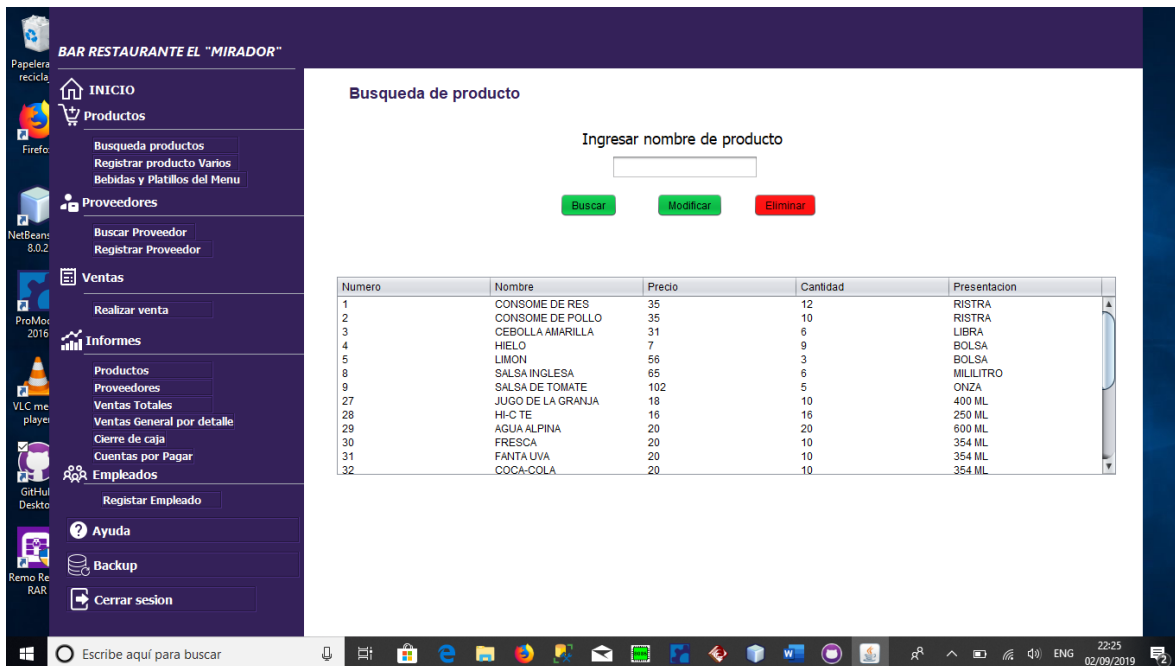 Papelera
recicla
Firefo
NetBeans
8.0.2
ProMod
2016
VLC me
player
GitHu
Deskto
Remo Re
RAR
BAR RESTAURANTE EL "MIRADOR"
INICIO
Productos
Busqueda productos
Registrar producto Varios
Bebidas y Platillos del Menu
Proveedores
Buscar Proveedor
Registrar Proveedor
Ventas
Realizar venta
Informes
Productos
Proveedores
Ventas Totales
Ventas General por detalle
Cierre de caja
Cuentas por Pagar
Empleados
Registar Empleado
Ayuda
Backup
Cerrar sesion
Busqueda de producto
Ingresar nombre de producto
Buscar Modificar Eliminar
Numero Nombre Precio Cantidad Presentacion
1 CONSOME DE RES 35 12 RISTRA
2 CONSOME DE POLLO 35 10 RISTRA
3 CEBOLLA AMARILLA 31 6 LIBRA
4 HIELO 7 9 BOLSA
5 LIMON 56 3 BOLSA
8 SALSA INGLESA 65 6 MILILITRO
9 SALSA DE TOMATE 102 5 ONZA
27 JUGO DE LA GRANJA 18 10 400 ML
28 HI-C TE 16 16 250 ML
29 AGUA ALPINA 20 20 600 ML
30 FRESCA 20 10 354 ML
31 FANTA UVA 20 10 354 ML
32 COCA-COLA 20 10 354 ML
Escribe aquí para buscar
ENG
22:25
02/09/2019